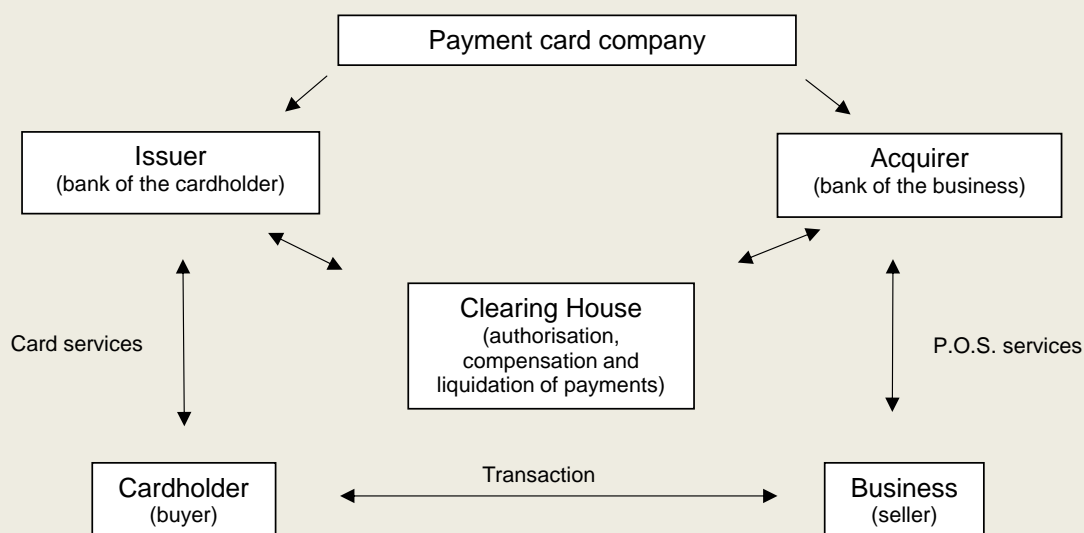 Payment card company
Issuer
(bank of the cardholder)
Acquirer
(bank of the business)
Clearing House
(authorisation,
compensation and
liquidation of payments)
Card services
P.O.S. services
Cardholder
(buyer)
Transaction
Business
(seller)